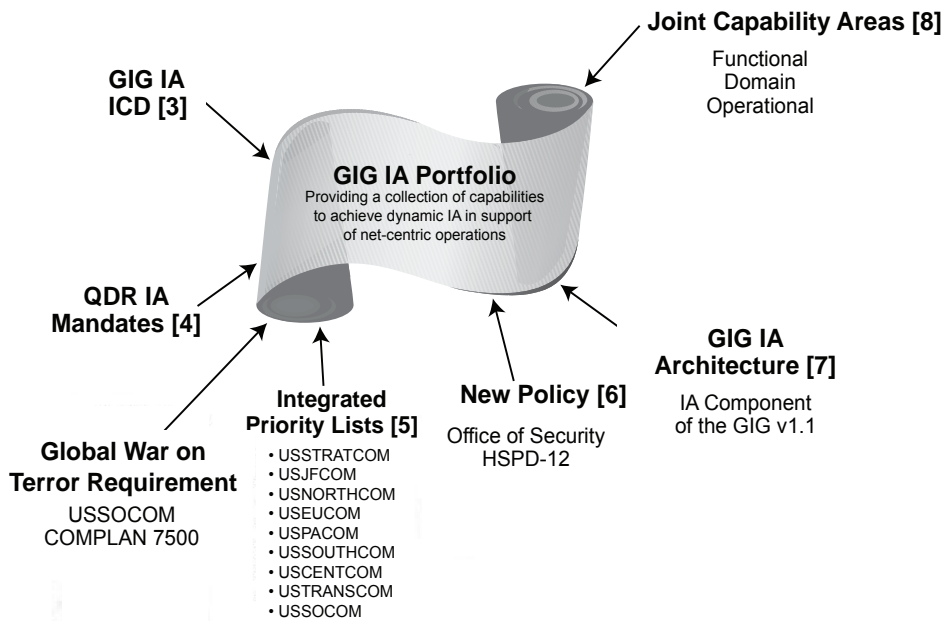 Joint Capability Areas [8]
Functional
Domain
Operational
GIG IA
ICD [3]
GIG IA Portfolio
Providing a collection of capabilities
to achieve dynamic IA in support
of net-centric operations
QDR IA
Mandates [4]
GIG IA
Architecture [7]
IA Component
of the GIG v1.1
New Policy [6]
Office of Security
HSPD-12
Integrated
Priority Lists [5]
• USSTRATCOM
• USJFCOM
• USNORTHCOM
• USEUCOM
• USPACOM
• USSOUTHCOM
• USCENTCOM
• USTRANSCOM
• USSOCOM
Global War on
Terror Requirement
USSOCOM
COMPLAN 7500